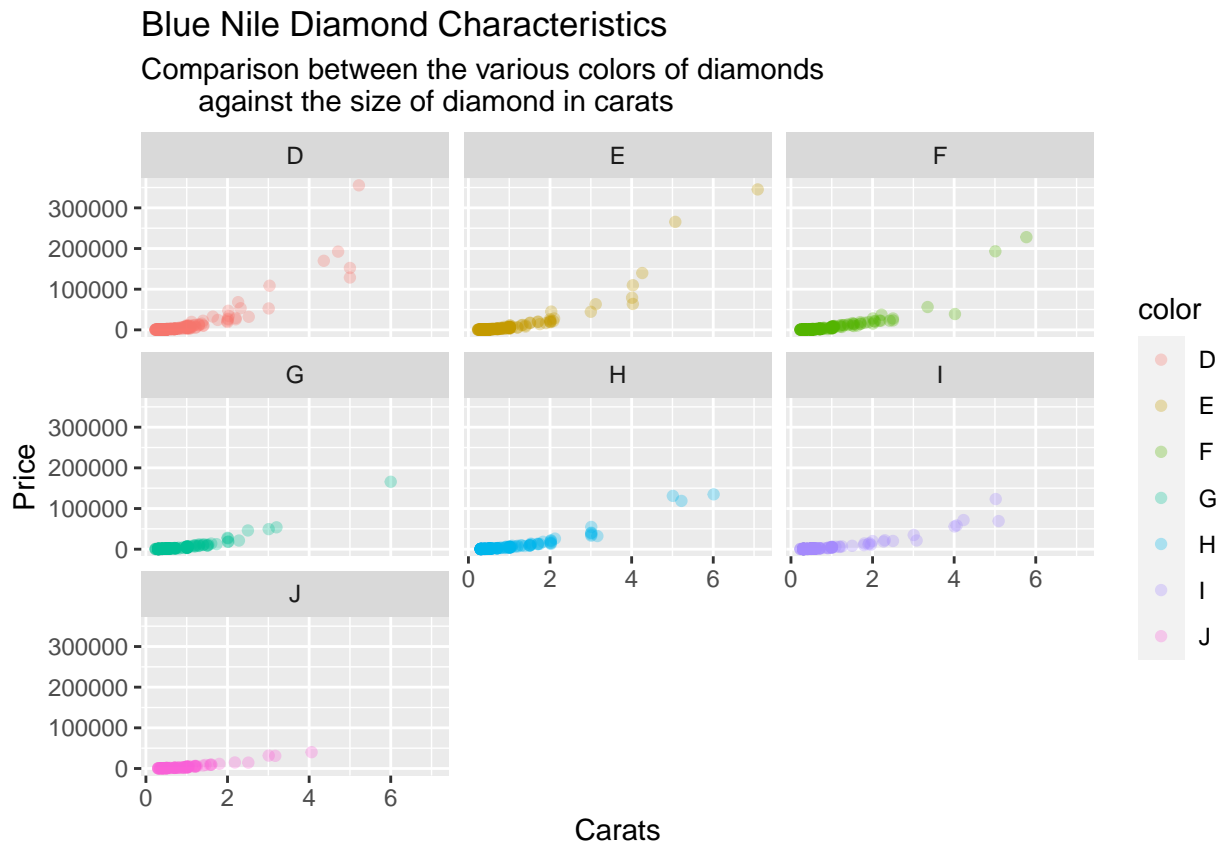 Blue Nile Diamond Characteristics
Comparison between the various colors of diamonds
against the size of diamond in carats
D E F
300000
200000
100000
0
G H I
300000
200000
100000
0
0 2 4 6 0 2 4 6
J
300000
200000
100000
0
0 2 4 6
Price
Carats
color
D
E
F
G
H
I
J